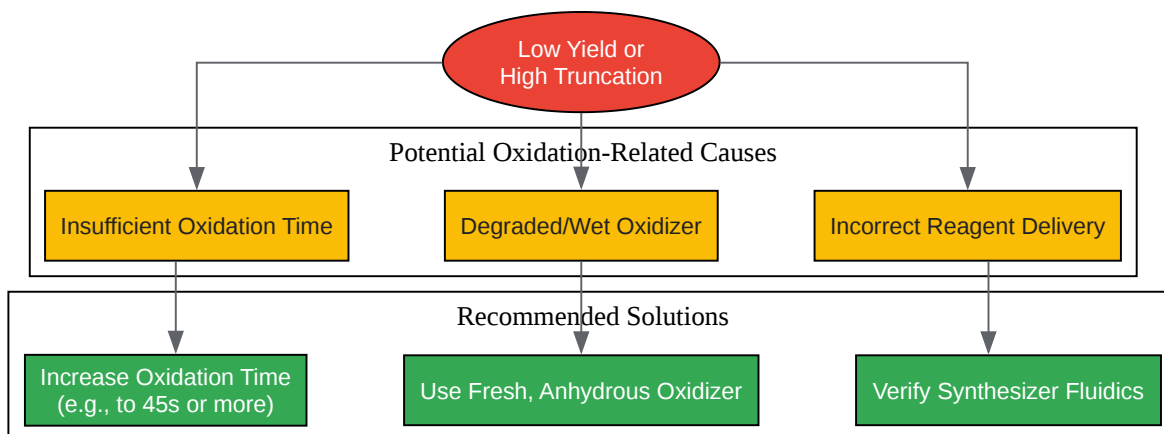 Low Yield or
High Truncation
Potential Oxidation-Related Causes
Insufficient Oxidation Time
Degraded/Wet Oxidizer
Incorrect Reagent Delivery
Recommended Solutions
Increase Oxidation Time
(e.g., to 45s or more)
Use Fresh, Anhydrous Oxidizer
Verify Synthesizer Fluidics